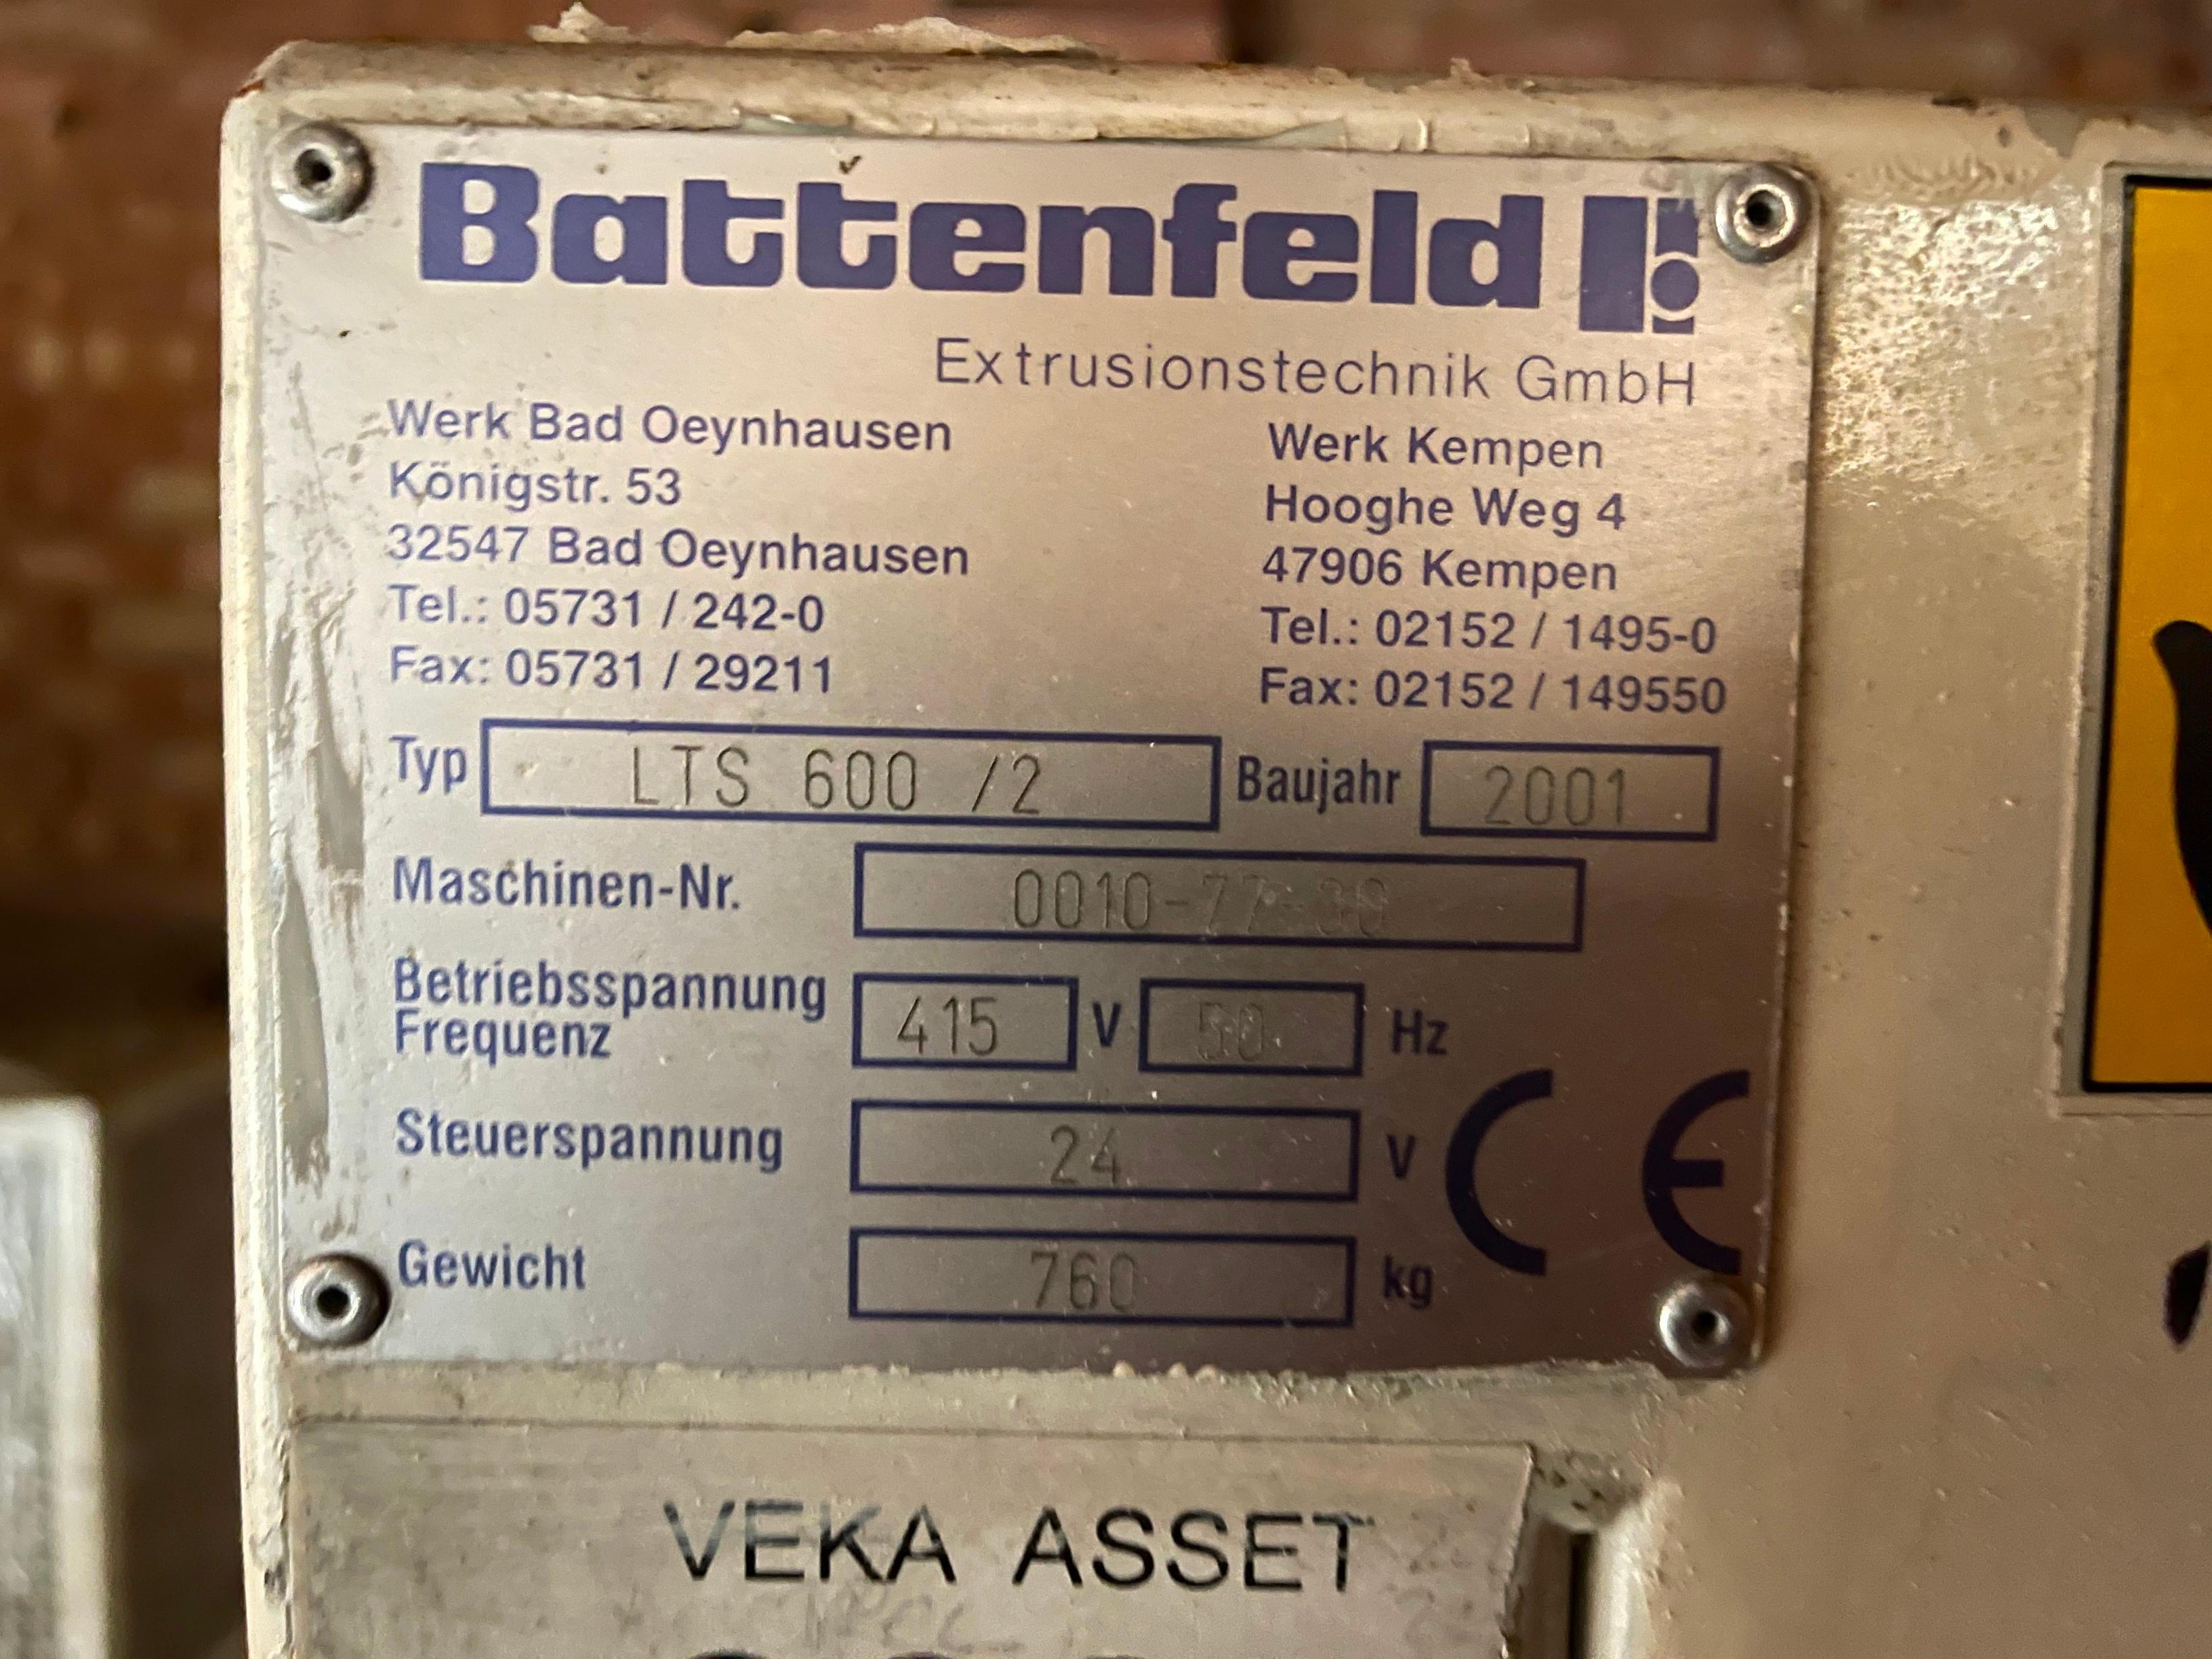 Battenfeld
Extrusionstechnik GmbH
Werk Bad Oeynhausen
Königstr. 53
32547 Bad Oeynhausen
Tel.: 05731 / 242-0
Fax: 05731 / 29211
Werk Kempen
Hooghe Weg 4
47906 Kempen
Tel.: 02152 / 1495-0
Fax: 02152 / 149550
Typ LTS 600 /2 Baujahr 2001
Maschinen-Nr.
Betriebsspannung 415 V 50 Hz
Frequenz
Steuerspannung 24 V
CE
Gewicht 760 kg
VEKA ASSET